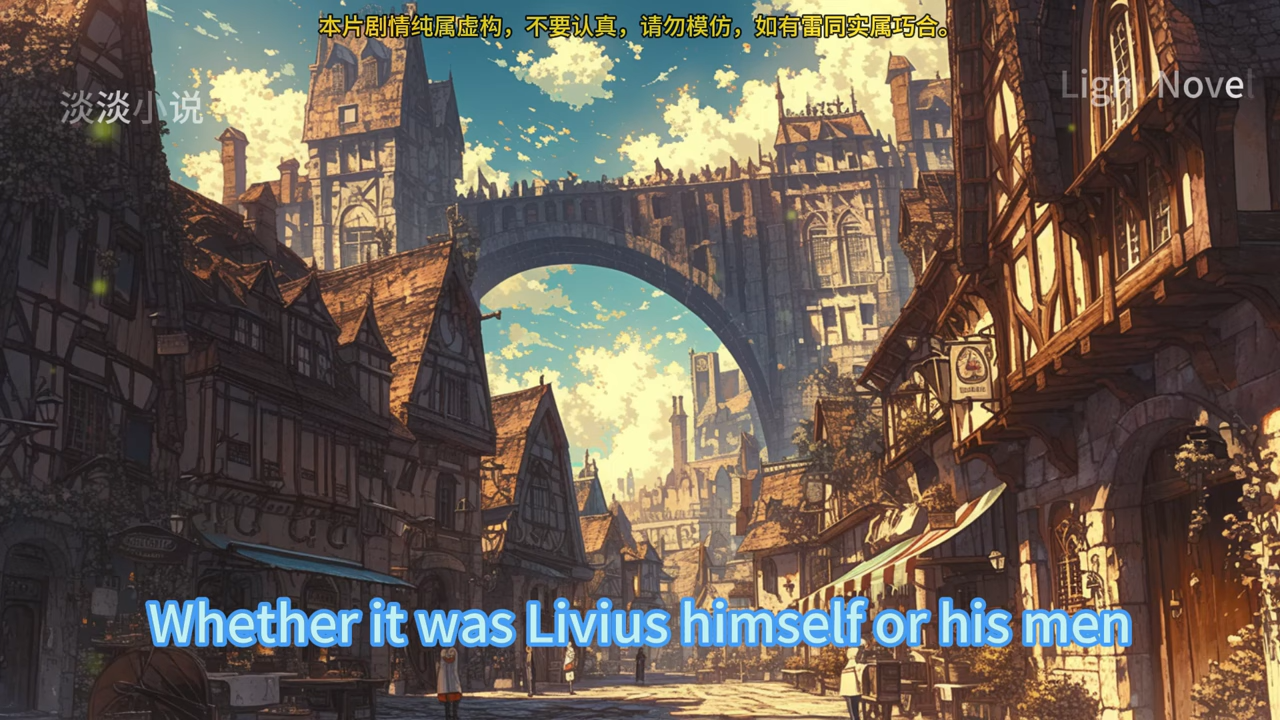 本片剧情纯属虚构，不要认真，请勿模仿，如有雷同实属巧合。
淡淡小说
Light Novel
Whether it was Livius himself or his men